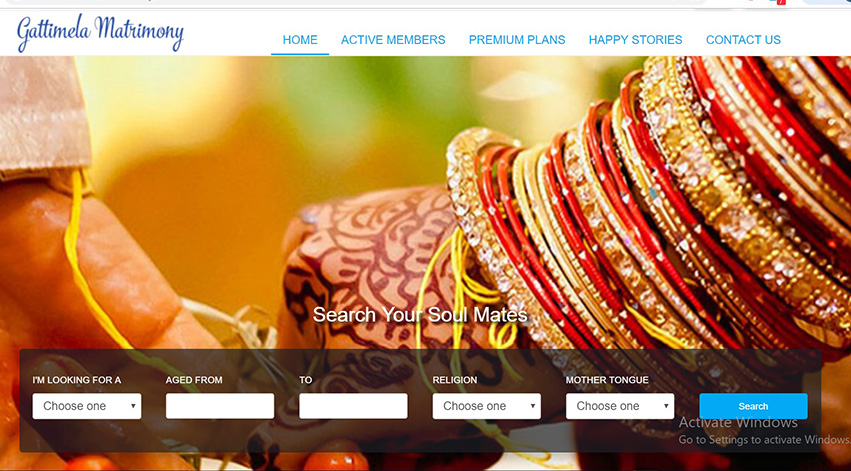 Gattimela Matrimony
HOME ACTIVE MEMBERS PREMIUM PLANS HAPPY STORIES CONTACT US
Search Your Soul Mates
I'M LOOKING FOR A AGED FROM TO RELIGION MOTHER TONGUE
Choose one Choose one Choose one Search
Activate Windows
Go to Settings to activate Windows.